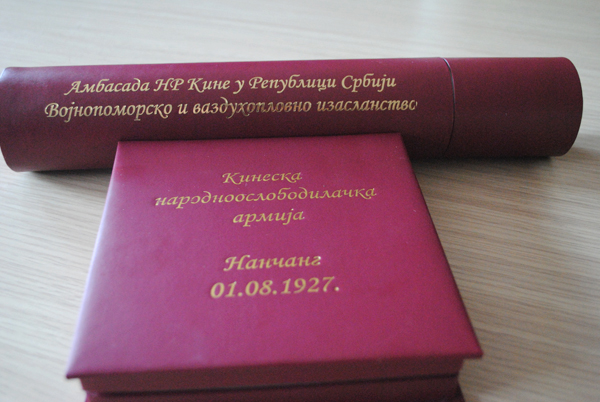 Амбасада НР Кине у Републици Србији
Војнопоморско и ваздухопловно изасланство
Кинеска
народноослободилачка
армија
Нанчанг
01.08.1927.